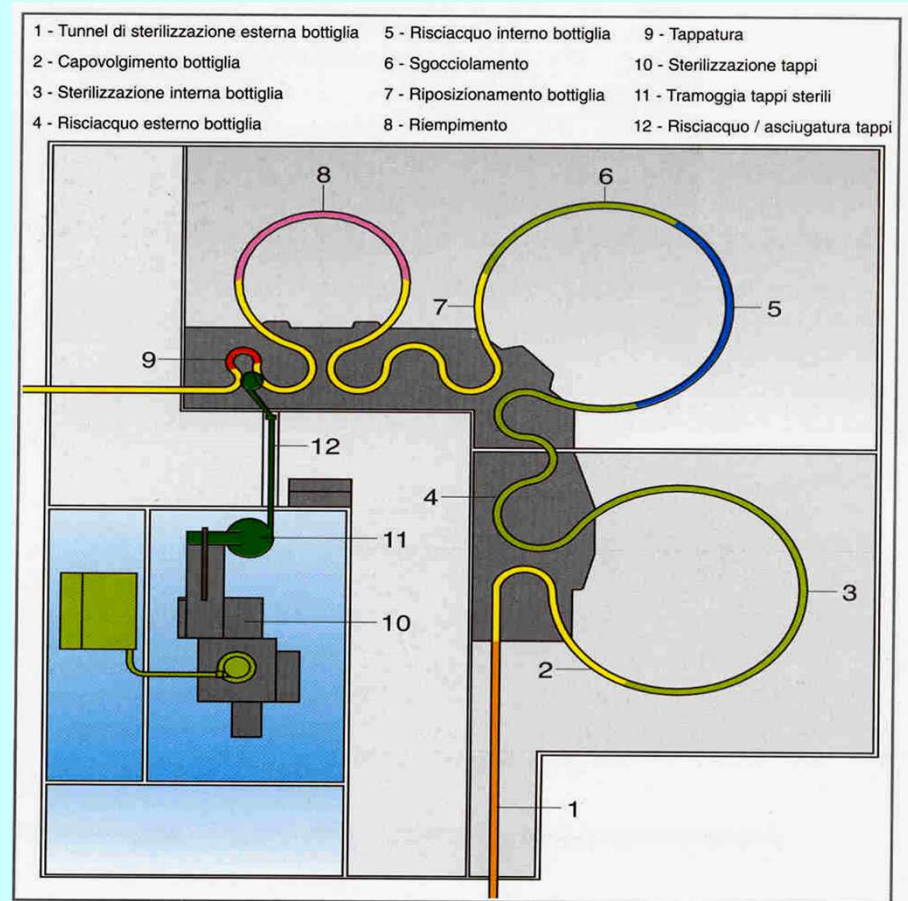 1 - Tunnel di sterilizzazione esterna bottiglia
2 - Capovolgimento bottiglia
3 - Sterilizzazione interna bottiglia
4 - Risciacquo esterno bottiglia
5 - Risciacquo interno bottiglia
6 - Sgocciolamento
7 - Riposizionamento bottiglia
8 - Riempimento
9 - Tappatura
10 - Sterilizzazione tappi
11 - Tramoggia tappi sterili
12 - Risciacquo / asciugatura tappi
8
6
7
5
9
12
4
11
3
10
2
1